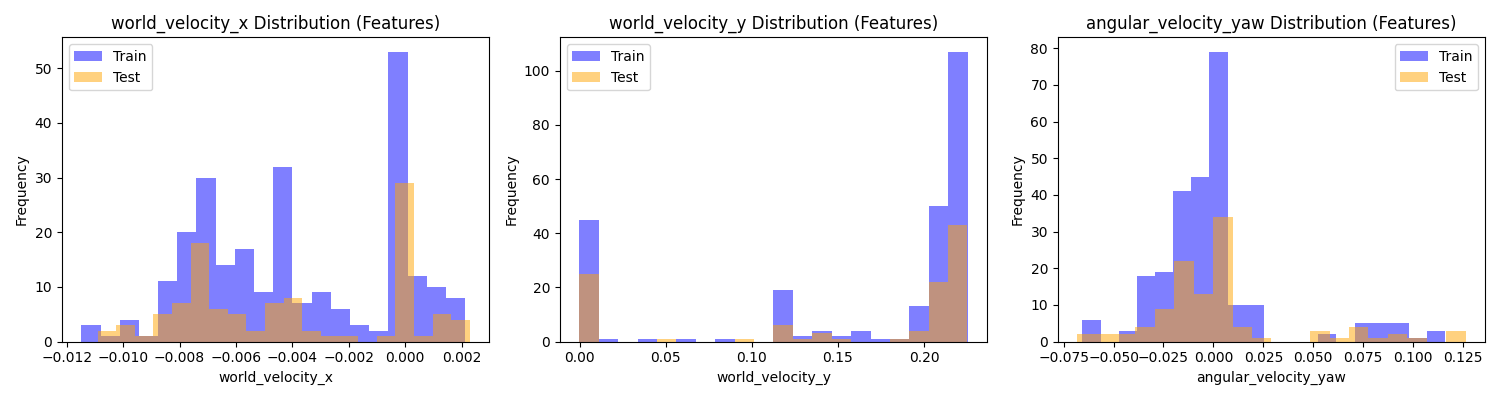 world_velocity_x Distribution (Features)
Train
Test
Frequency
50
40
30
20
10
0
−0.012
−0.010
−0.008
−0.006
−0.004
−0.002
0.000
0.002
world_velocity_x
world_velocity_y Distribution (Features)
Train
Test
Frequency
100
80
60
40
20
0
0.00
0.05
0.10
0.15
0.20
world_velocity_y
angular_velocity_yaw Distribution (Features)
Train
Test
Frequency
80
70
60
50
40
30
20
10
0
−0.075
−0.050
−0.025
0.000
0.025
0.050
0.075
0.100
0.125
angular_velocity_yaw